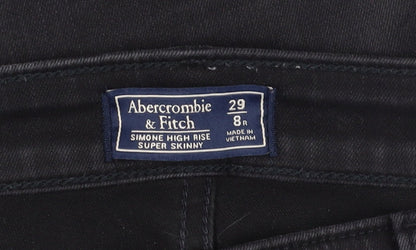 Abercrombie
& Fitch
SIMONE HIGH RISE
SUPER SKINNY
29
8R
MADE IN
VIETNAM